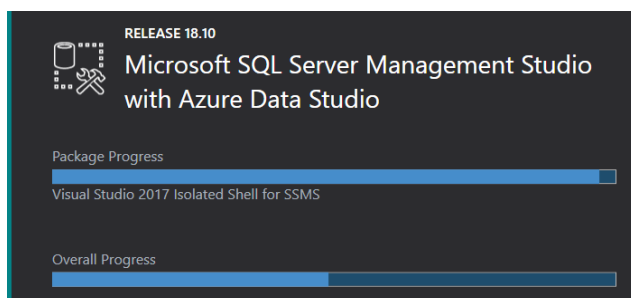 RELEASE 18.10
Microsoft SQL Server Management Studio
with Azure Data Studio
Package Progress
Visual Studio 2017 Isolated Shell for SSMS
Overall Progress